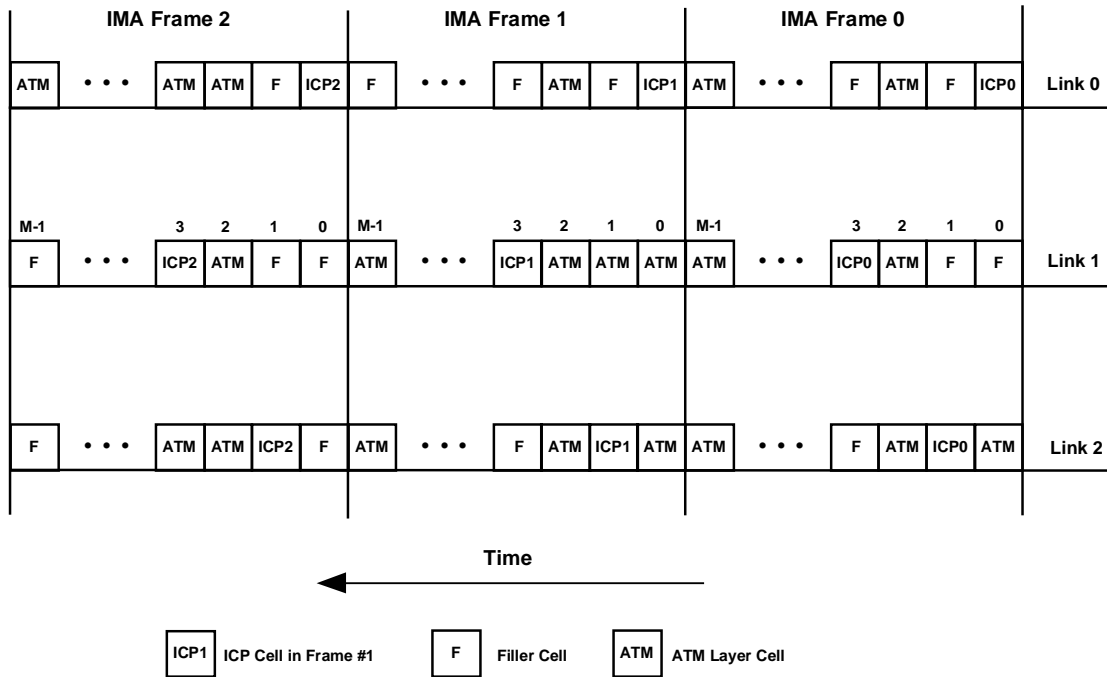 IMA Frame 2 IMA Frame 1 IMA Frame 0
ATM • • • ATM ATM F ICP2 F • • • F ATM F ICP1 ATM • • • F ATM F ICP0 Link 0
M-1 3 2 1 0 M-1 3 2 1 0 M-1 3 2 1 0
F • • • ICP2 ATM F F ATM • • • ICP1 ATM ATM ATM ATM • • • ICP0 ATM F F Link 1
F • • • ATM ATM ICP2 F ATM • • • F ATM ICP1 ATM ATM • • • F ATM ICP0 ATM Link 2
Time
ICP1 ICP Cell in Frame #1 F Filler Cell ATM ATM Layer Cell